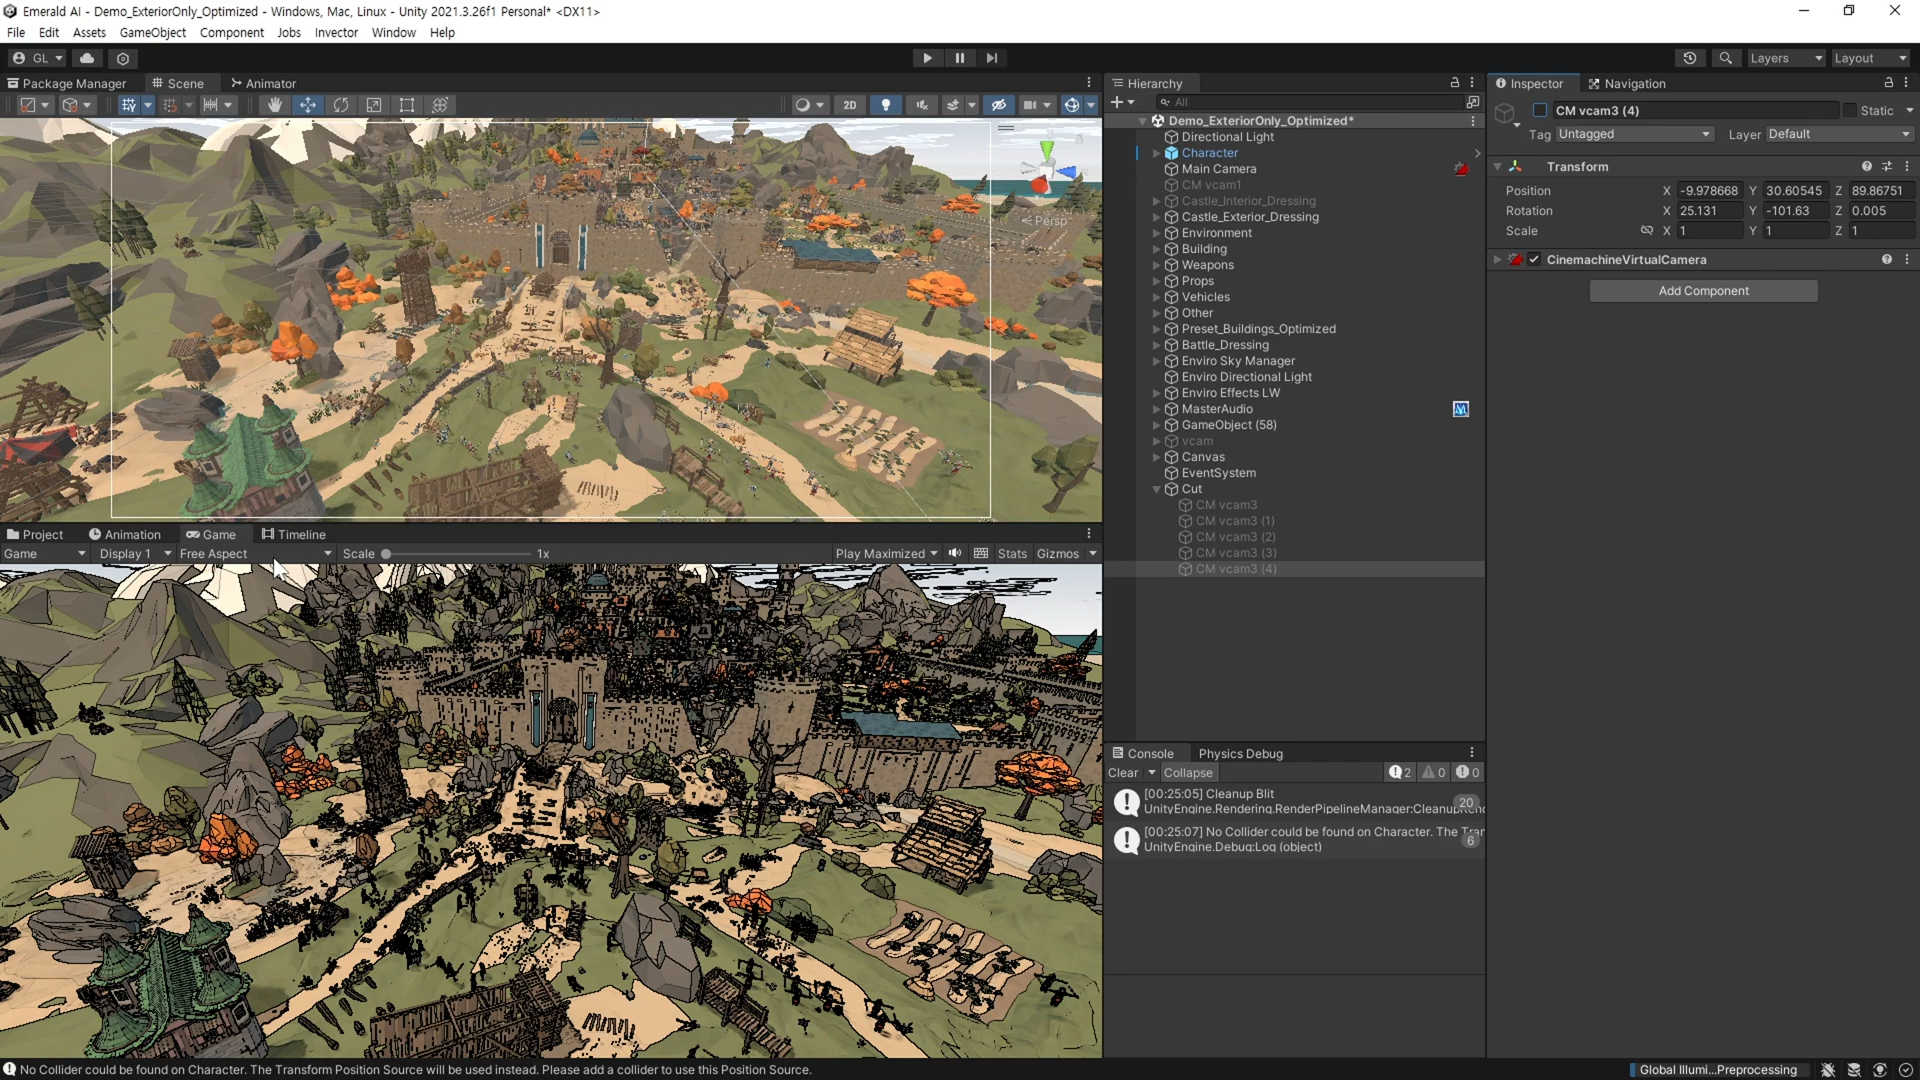 Emerald AI - Demo_ExteriorOnly_Optimized - Windows, Mac, Linux - Unity 2021.3.26f1 Personal* <DX11>
File Edit Assets GameObject Component Jobs Invector Window Help
GL Layers Layout
Package Manager Scene Animator
2D
Persp
Project Animation Game Timeline
Game Display 1 Free Aspect Scale 1x Play Maximized Stats Gizmos
Hierarchy
All
Demo_ExteriorOnly_Optimized*
Directional Light
Character
Main Camera
CM vcam1
Castle_Interior_Dressing
Castle_Exterior_Dressing
Environment
Building
Weapons
Props
Vehicles
Other
Preset_Buildings_Optimized
Battle_Dressing
Enviro Sky Manager
Enviro Directional Light
Enviro Effects LW
MasterAudio
GameObject (58)
vcam
Canvas
EventSystem
Cut
CM vcam3
CM vcam3 (1)
CM vcam3 (2)
CM vcam3 (3)
CM vcam3 (4)
Console Physics Debug
Clear Collapse 2 0 0
[00:25:05] Cleanup Blit
UnityEngine.Rendering.RenderPipelineManager:CleanupRend
20
[00:25:07] No Collider could be found on Character. The Tran
UnityEngine.Debug:Log (object)
6
Inspector Navigation
CM vcam3 (4) Static
Tag Untagged Layer Default
Transform
Position X -9.978668 Y 30.60545 Z 89.86751
Rotation X 25.131 Y -101.63 Z 0.005
Scale X 1 Y 1 Z 1
CinemachineVirtualCamera
Add Component
No Collider could be found on Character. The Transform Position Source will be used instead. Please add a collider to use this Position Source.
Global Illumi...Preprocessing